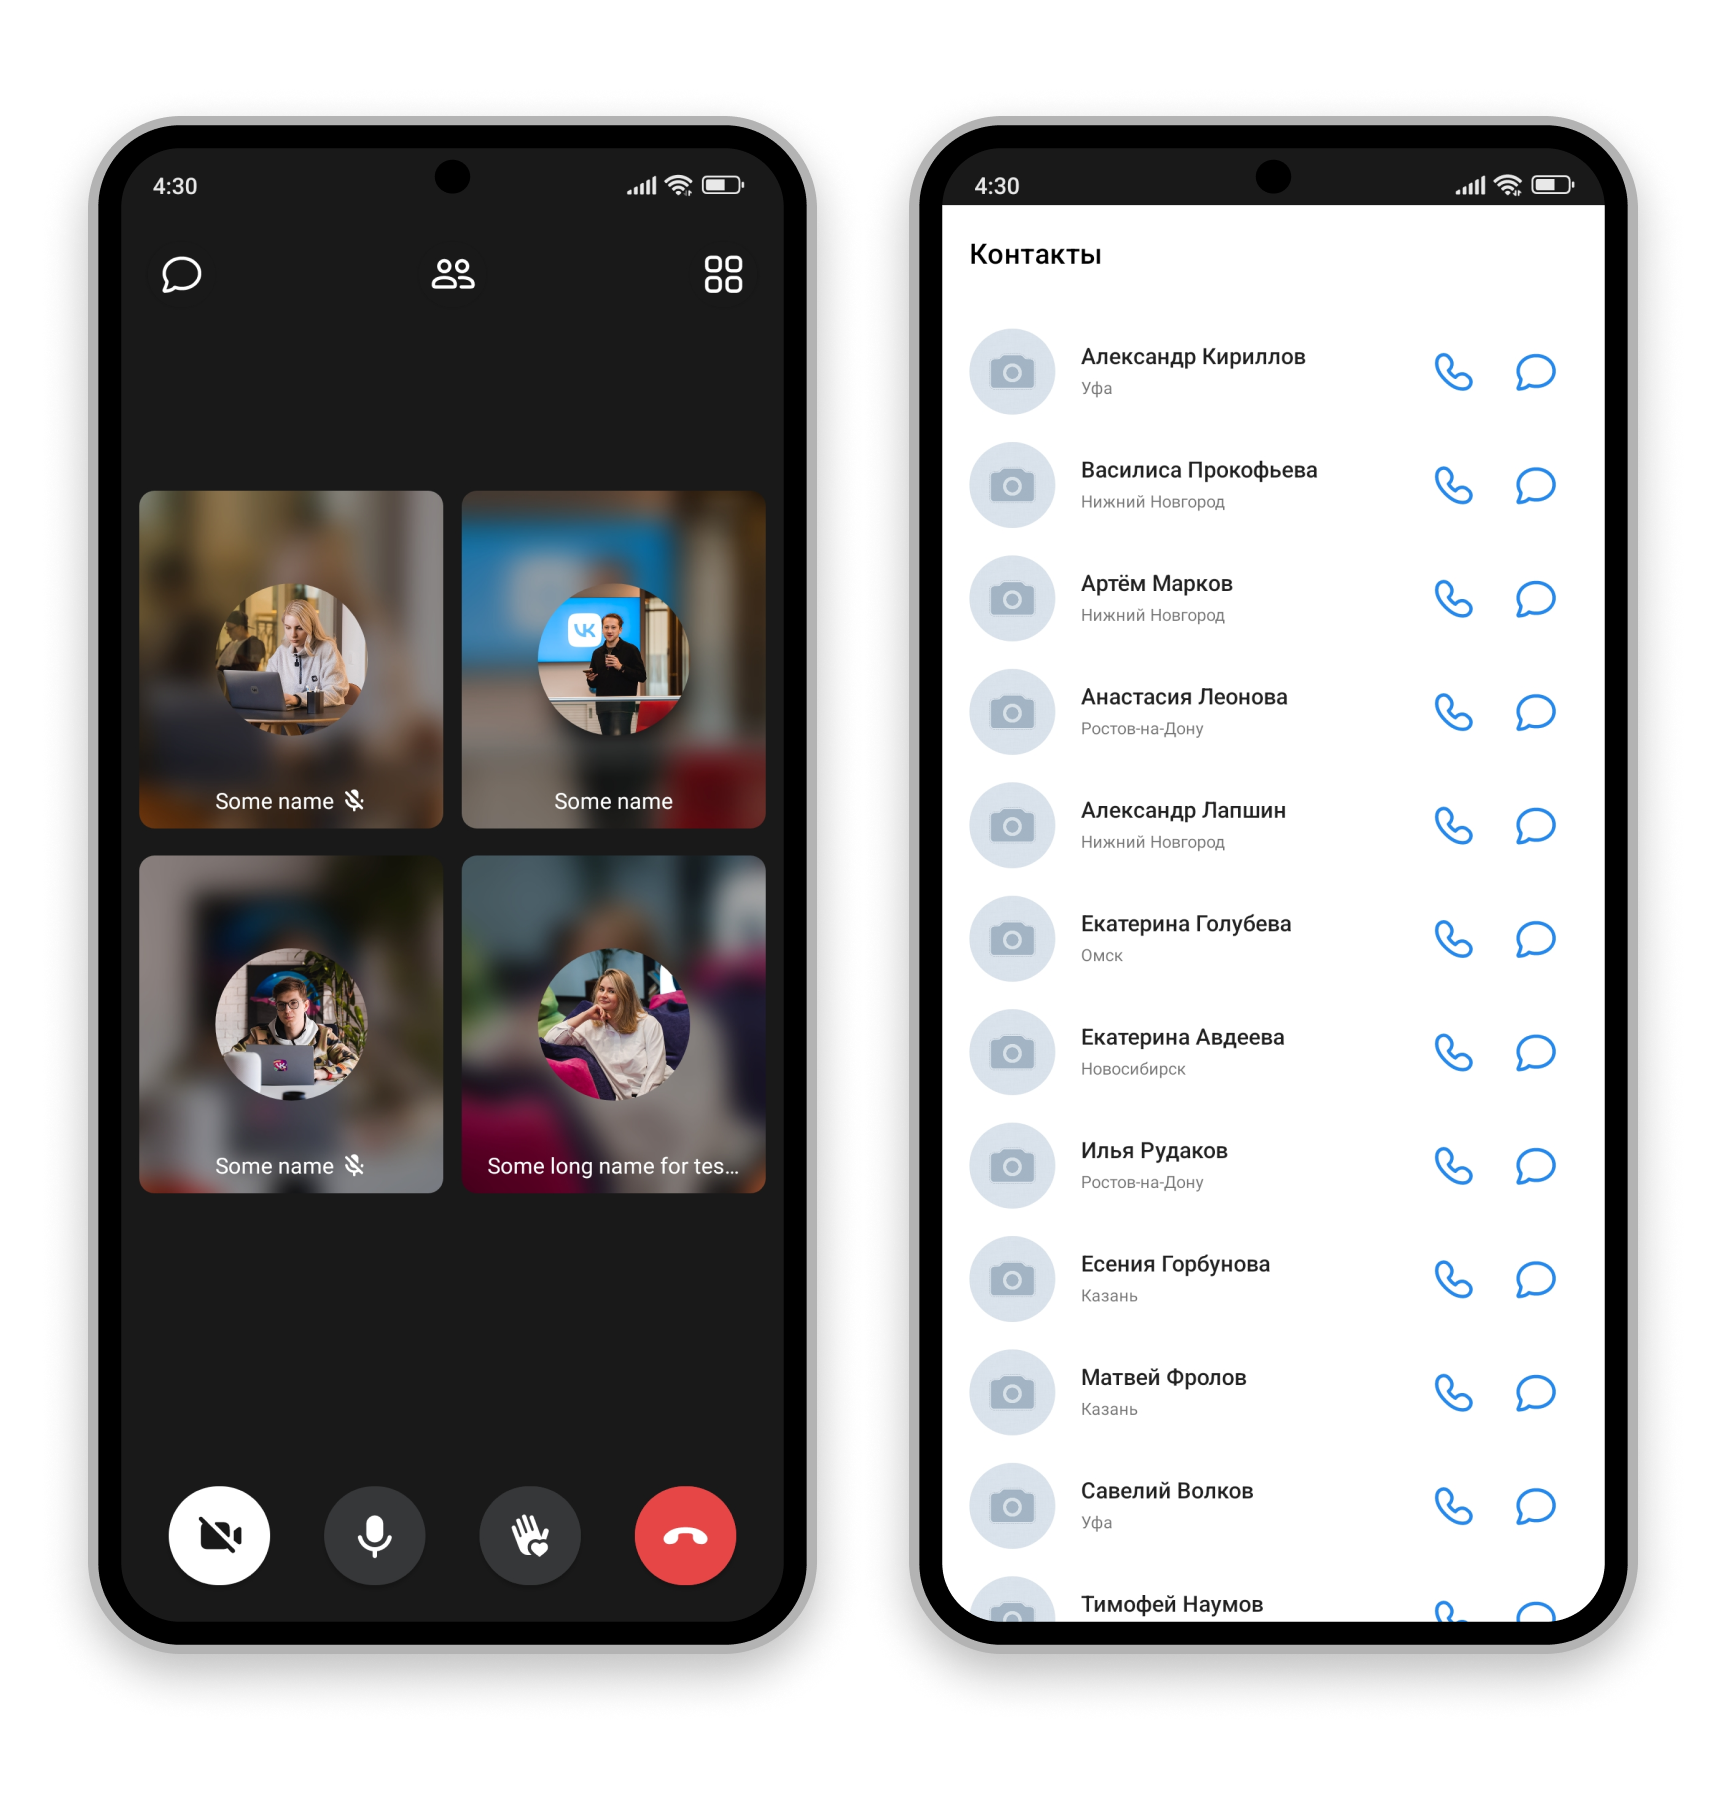 4:30
Some name
Some name
VK
Some name
Some long name for tes...
4:30
Контакты
Александр Кириллов
Уфа
Василиса Прокофьева
Нижний Новгород
Артём Марков
Нижний Новгород
Анастасия Леонова
Ростов-на-Дону
Александр Лапшин
Нижний Новгород
Екатерина Голубева
Омск
Екатерина Авдеева
Новосибирск
Илья Рудаков
Ростов-на-Дону
Есения Горбунова
Казань
Матвей Фролов
Казань
Савелий Волков
Уфа
Тимофей Наумов